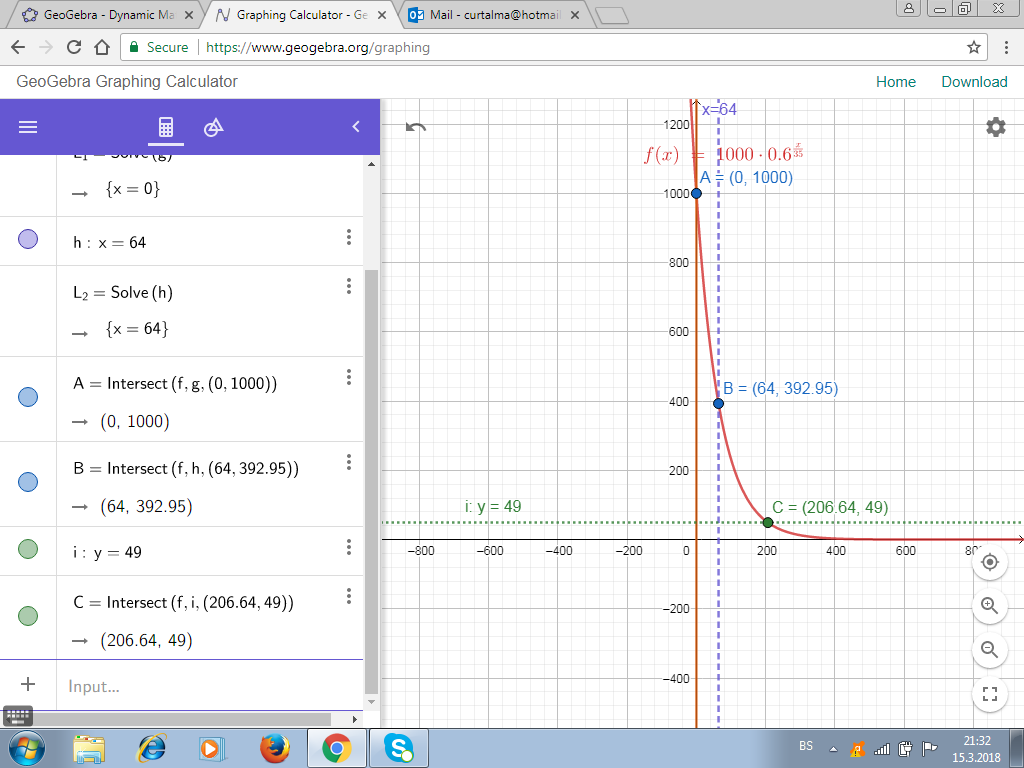 GeoGebra - Dynamic Ma
Graphing Calculator - Ge
Mail - curtalma@hotmail
Secure
https://www.geogebra.org/graphing
GeoGebra Graphing Calculator
Home
Download
L₁ = Solve (g)
→ {x = 0}
h : x = 64
L₂ = Solve (h)
→ {x = 64}
A = Intersect (f, g, (0, 1000))
→ (0, 1000)
B = Intersect (f, h, (64, 392.95))
→ (64, 392.95)
i : y = 49
C = Intersect (f, i, (206.64, 49))
→ (206.64, 49)
+ Input...
x=64
1200
f(x) = 1000 · 0.6^(x/35)
A = (0, 1000)
1000
800
600
B = (64, 392.95)
400
200
i: y = 49
C = (206.64, 49)
–800 –600 –400 –200 0 200 400 600
–200
–400
BS
21:32
15.3.2018